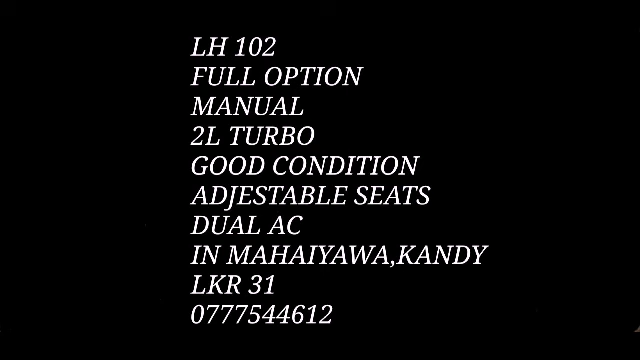 LH 102
FULL OPTION
MANUAL
2L TURBO
GOOD CONDITION
ADJESTABLE SEATS
DUAL AC
IN MAHAIYAWA,KANDY
LKR 31
0777544612